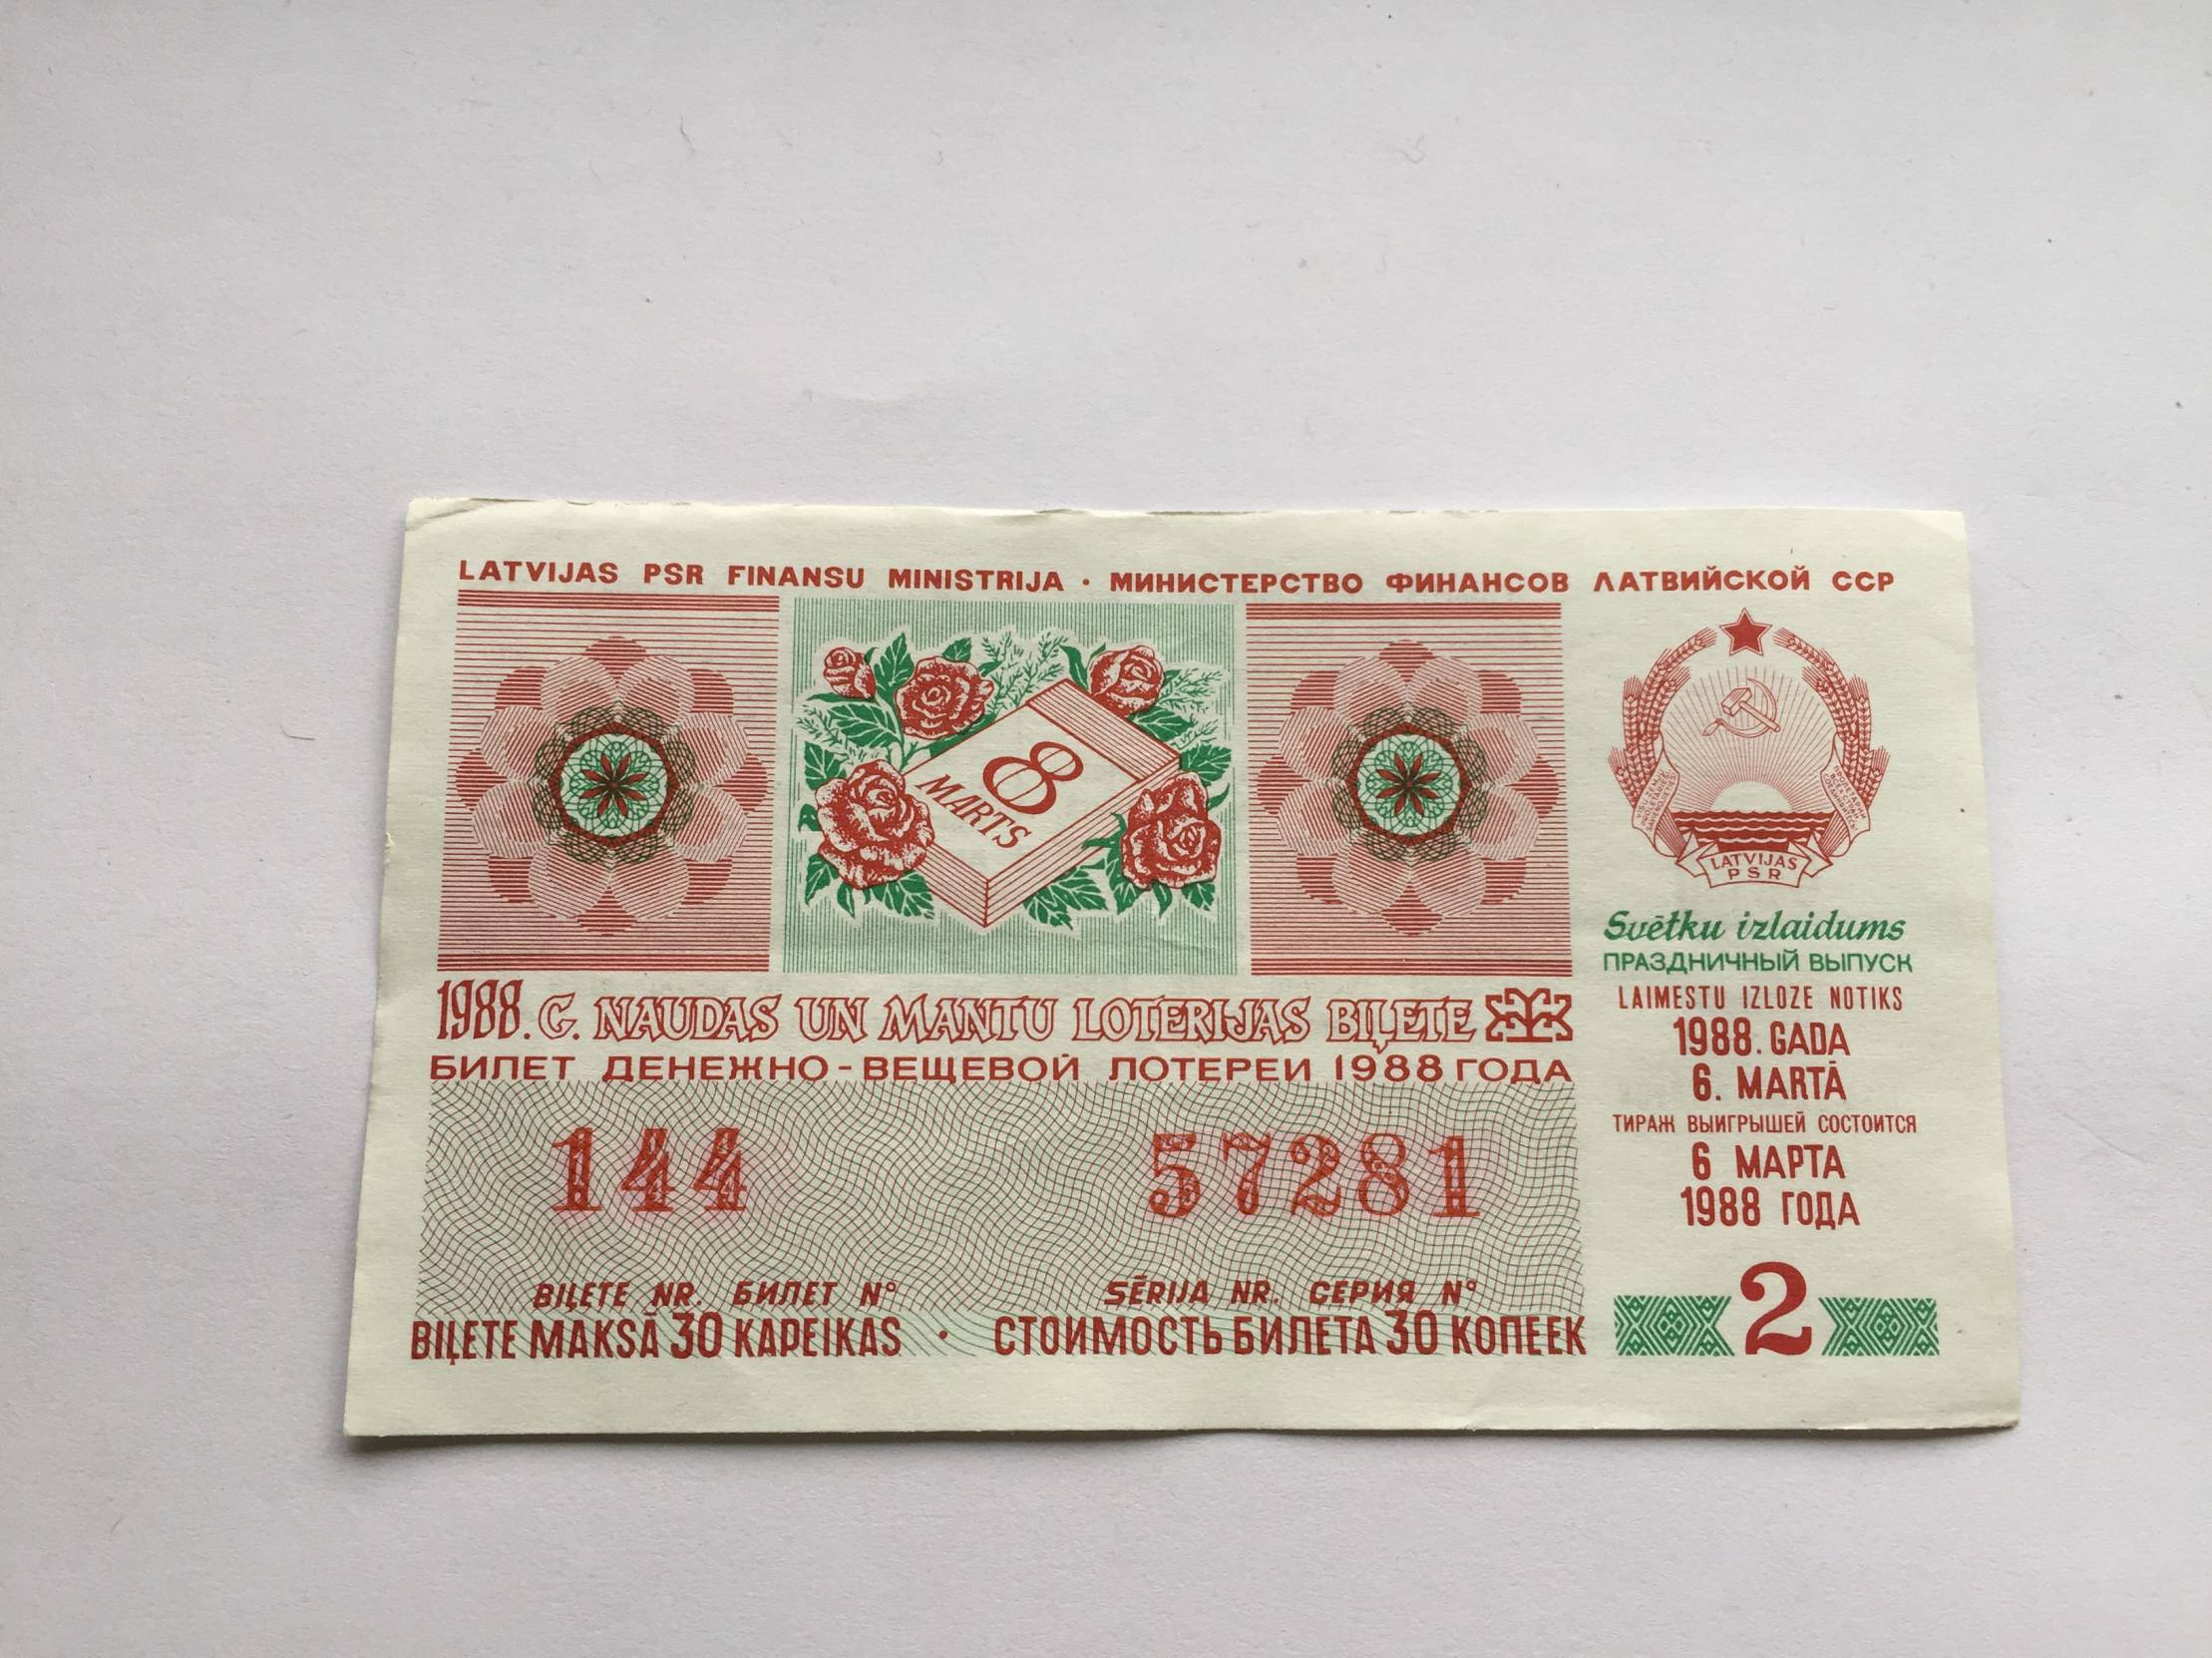 LATVIJAS PSR FINANSU MINISTRIJA · МИНИСТЕРСТВО ФИНАНСОВ ЛАТВИЙСКОЙ ССР
8
MARTS
LATVIJAS
PSR
Svētku izlaidums
ПРАЗДНИЧНЫЙ ВЫПУСК
LAIMESTU IZLOZE NOTIKS
1988. GADA
6. MARTĀ
ТИРАЖ ВЫИГРЫШЕЙ СОСТОИТСЯ
6 МАРТА
1988 ГОДА
2
1988. G. NAUDAS UN MANTU LOTERIJAS BIĻETE
БИЛЕТ ДЕНЕЖНО-ВЕЩЕВОЙ ЛОТЕРЕИ 1988 ГОДА
144 57281
BIĻETE NR. БИЛЕТ N° SĒRIJA NR. СЕРИЯ N°
BIĻETE MAKSĀ 30 KAPEIKAS · СТОИМОСТЬ БИЛЕТА 30 КОПЕЕК